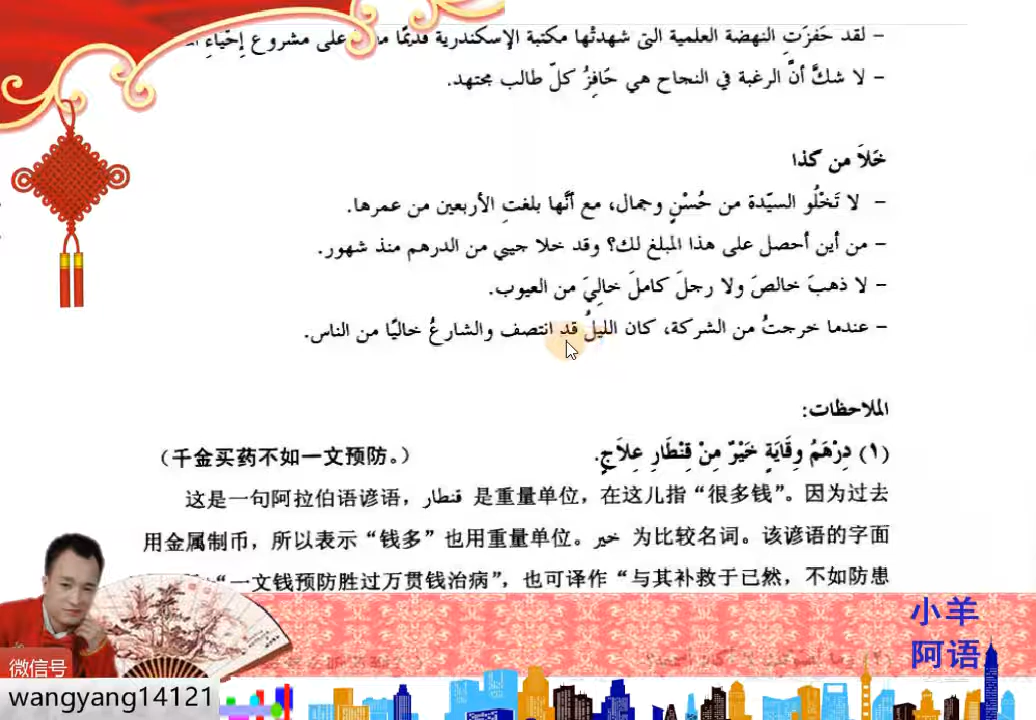 – لقد حَفَزَتِ النهضة العلمية التى شهدتْها مكتبة الإسكندرية قديمًا على مشروع إحْيَاءِ
– لا شكَّ أنَّ الرغبة في النجاح هي حَافِزُ كلّ طالب مجتهد.
خَلاَ من كذا
– لا تَخْلُو السيّدة من حُسْنٍ وجمال، مع أنَّها بلغتِ الأربعين من عمرها.
– من أين أحصل على هذا المبلغ لك؟ وقد خلا جيبي من الدرهم منذ شهور.
– لا ذهبَ خالصَ ولا رجلَ كاملَ خالِيَ من العيوب.
– عندما خرجتُ من الشركة، كان الليلُ قد انتصف والشارعُ خاليًا من الناس.
الملاحظات:
(١) دِرْهَمُ وِقَايَةٍ خَيْرٌ مِنْ قِنْطَارِ عِلاَجٍ. （千金买药不如一文预防。）
这是一句阿拉伯语谚语，قنطار 是重量单位，在这儿指“很多钱”。因为过去
用金属制币，所以表示“钱多”也用重量单位。خير 为比较名词。该谚语的字面
“一文钱预防胜过万贯钱治病”，也可译作“与其补救于已然，不如防患
小羊
阿语
微信号
wangyang14121